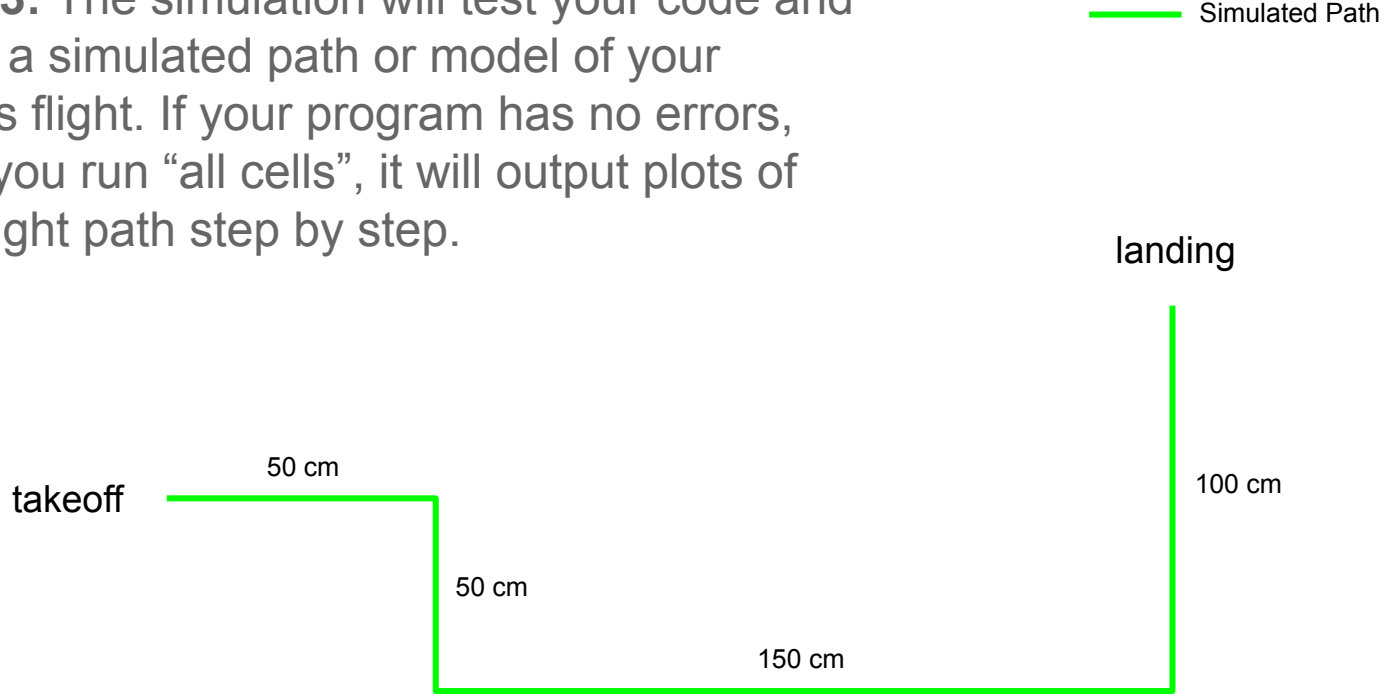 3. The simulation will test your code and
a simulated path or model of your
s flight. If your program has no errors,
you run “all cells”, it will output plots of
ght path step by step.
Simulated Path
landing
50 cm
takeoff
100 cm
50 cm
150 cm